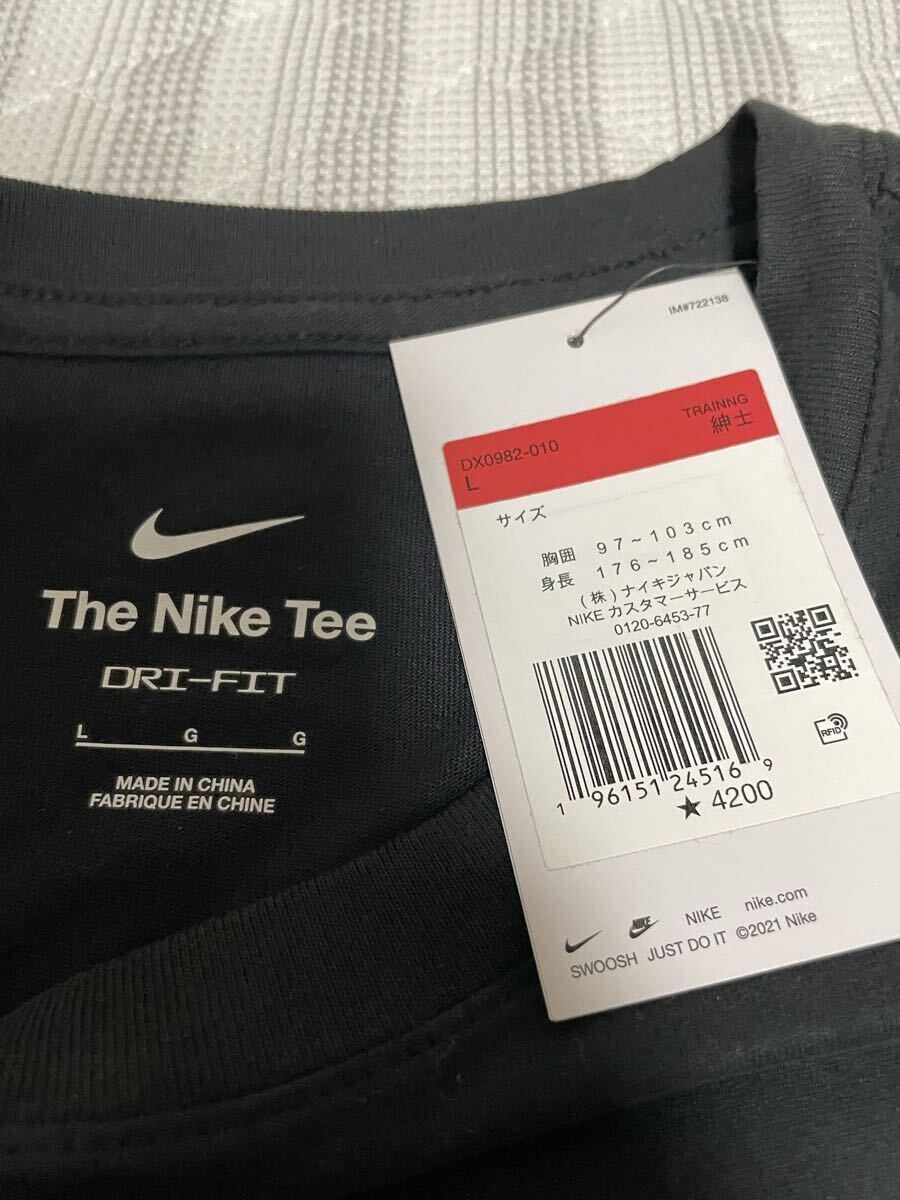 The Nike Tee
DRI-FIT
L G G
MADE IN CHINA
FABRIQUE EN CHINE
IM#722138
TRAINNG
DX0982-010 紳士
L
サイズ
胸囲 97~103cm
身長 176~185cm
(株)ナイキジャパン
NIKE カスタマーサービス
0120-6453-77
RFID
1 96151 24516 9
★ 4200
NIKE NIKE nike.com
SWOOSH JUST DO IT ©2021 Nike